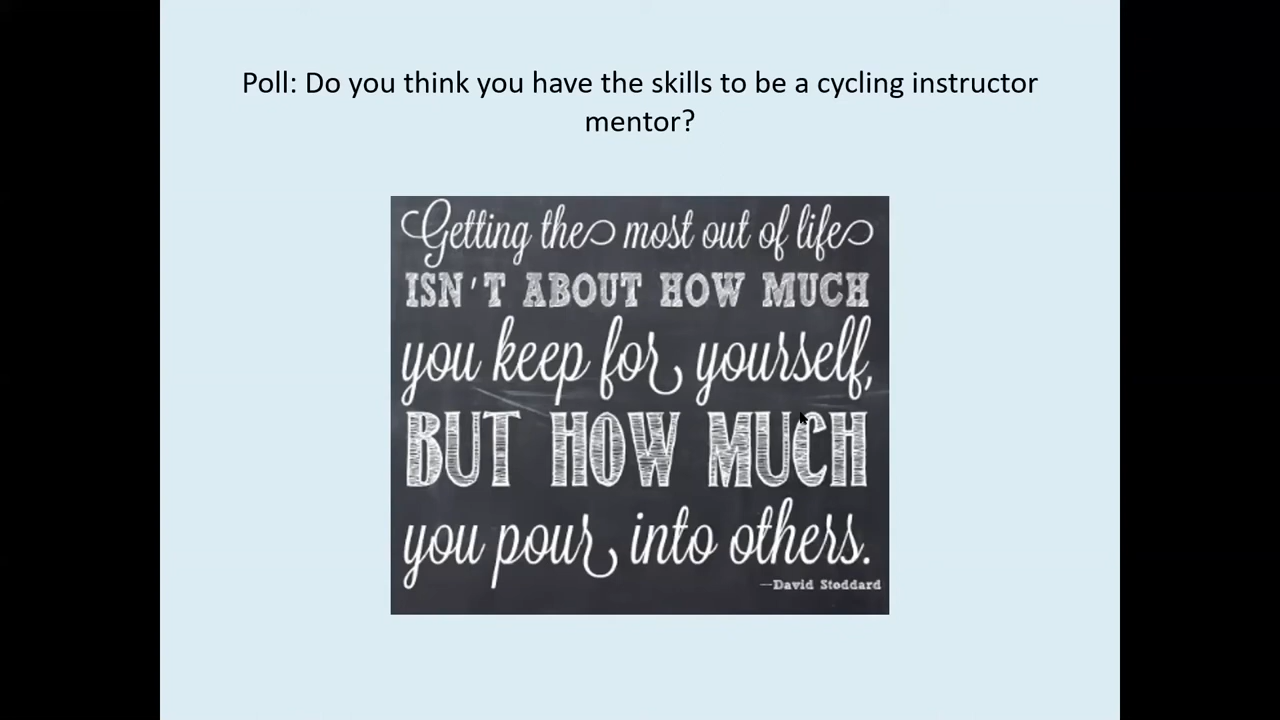 Poll: Do you think you have the skills to be a cycling instructor
mentor?
Getting the most out of life
ISN'T ABOUT HOW MUCH
you keep for yourself,
BUT HOW MUCH
you pour into others.
—David Stoddard